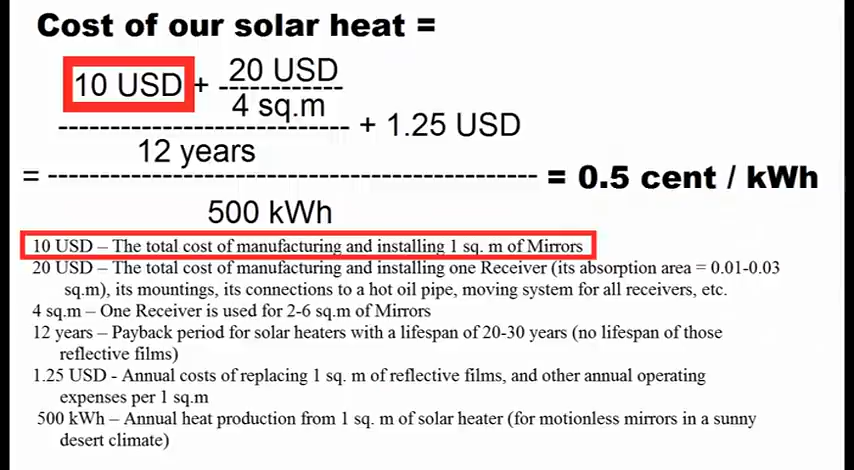 Cost of our solar heat =
10 USD + 20 USD
4 sq.m
12 years
+ 1.25 USD
=
500 kWh
= 0.5 cent / kWh
10 USD – The total cost of manufacturing and installing 1 sq. m of Mirrors
20 USD – The total cost of manufacturing and installing one Receiver (its absorption area = 0.01-0.03
sq.m), its mountings, its connections to a hot oil pipe, moving system for all receivers, etc.
4 sq.m – One Receiver is used for 2-6 sq.m of Mirrors
12 years – Payback period for solar heaters with a lifespan of 20-30 years (no lifespan of those
reflective films)
1.25 USD - Annual costs of replacing 1 sq. m of reflective films, and other annual operating
expenses per 1 sq.m
500 kWh – Annual heat production from 1 sq. m of solar heater (for motionless mirrors in a sunny
desert climate)